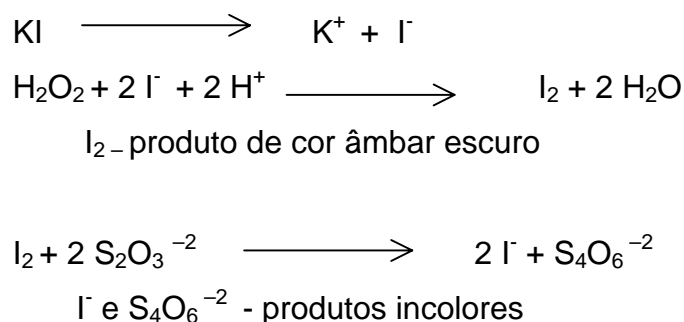 KI ⟶ K⁺ + I⁻
H₂O₂ + 2 I⁻ + 2 H⁺ ⟶ I₂ + 2 H₂O
I₂ – produto de cor âmbar escuro
I₂ + 2 S₂O₃ ⁻² ⟶ 2 I⁻ + S₄O₆ ⁻²
I⁻ e S₄O₆ ⁻² - produtos incolores